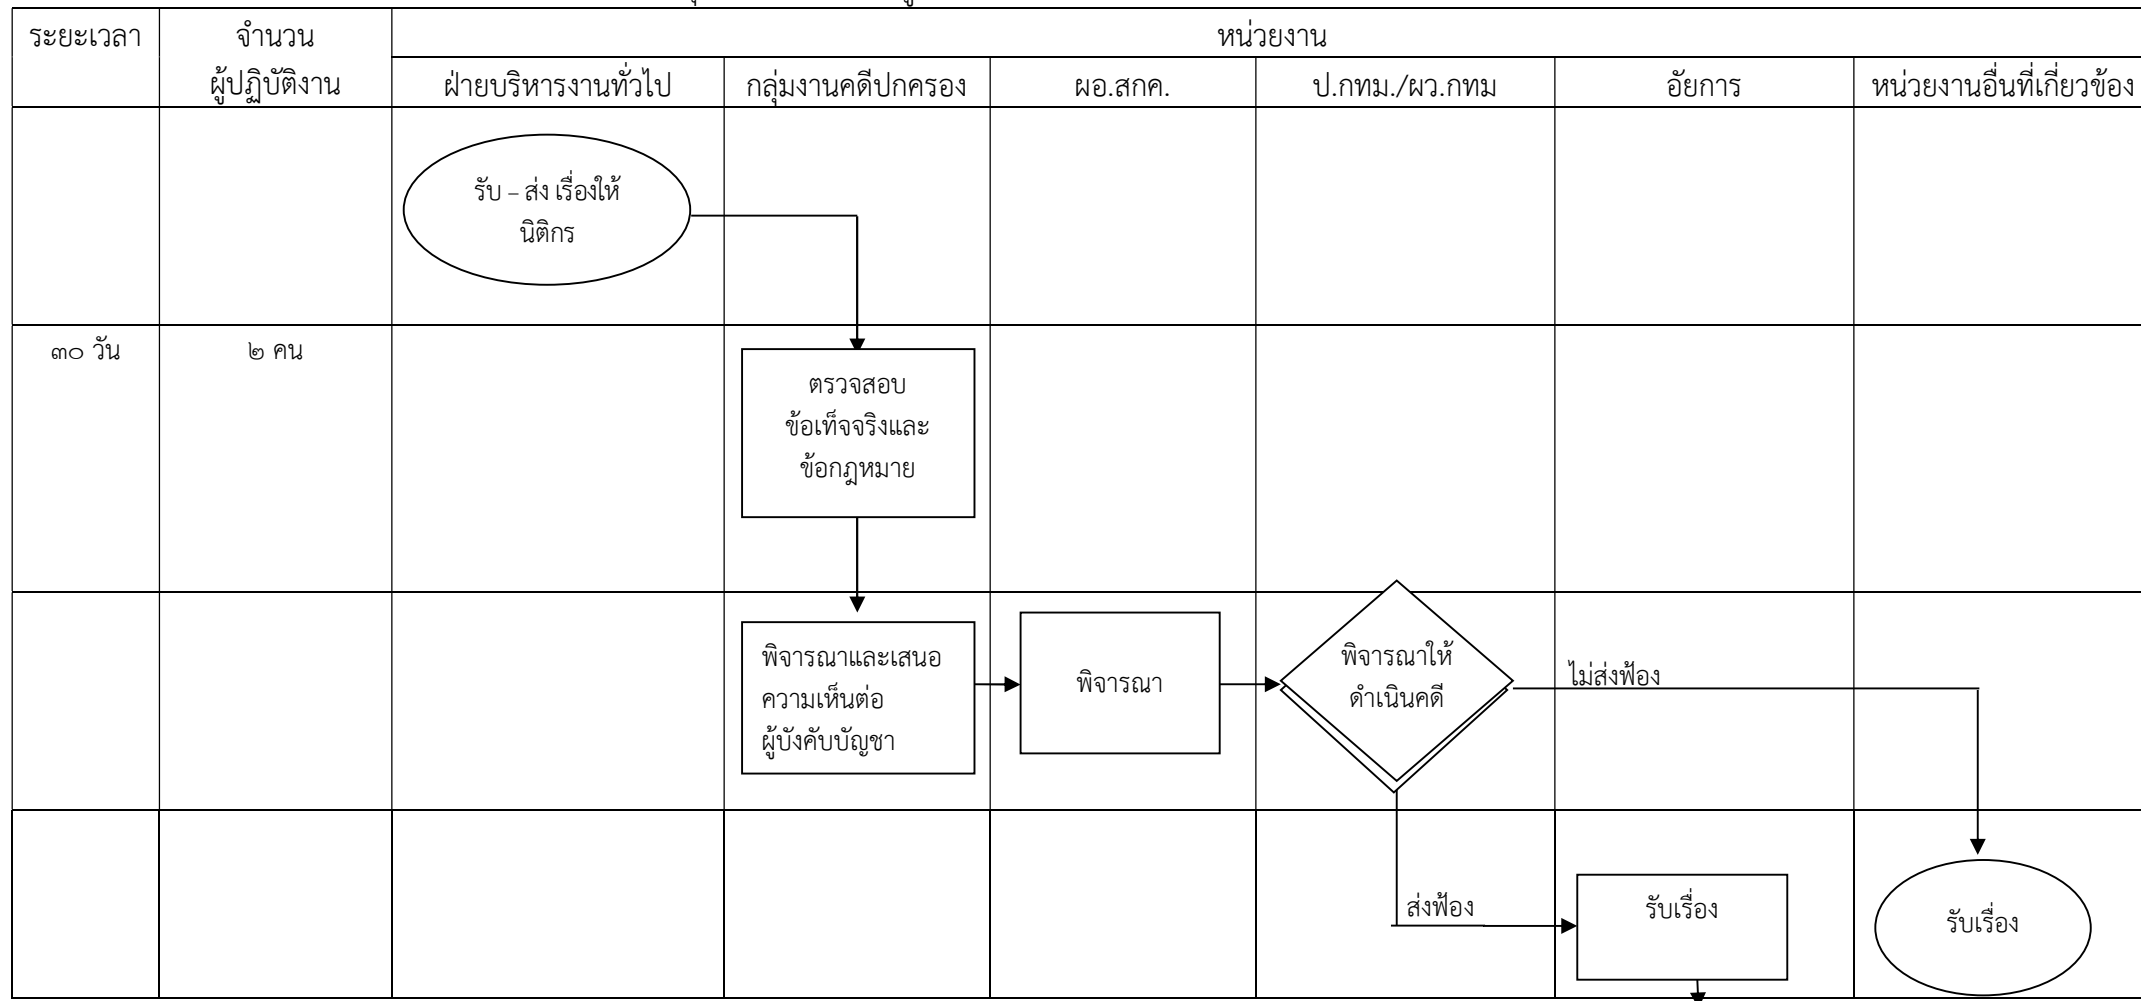 ระยะเวลา
จำนวน
ผู้ปฏิบัติงาน
หน่วยงาน
ฝ่ายบริหารงานทั่วไป
กลุ่มงานคดีปกครอง
ผอ.สกค.
ป.กทม./ผว.กทม
อัยการ
หน่วยงานอื่นที่เกี่ยวข้อง
รับ – ส่ง เรื่องให้
นิติกร
๓๐ วัน
๒ คน
ตรวจสอบ
ข้อเท็จจริงและ
ข้อกฎหมาย
พิจารณาและเสนอ
ความเห็นต่อ
ผู้บังคับบัญชา
พิจารณา
พิจารณาให้
ดำเนินคดี
ไม่ส่งฟ้อง
ส่งฟ้อง
รับเรื่อง
รับเรื่อง